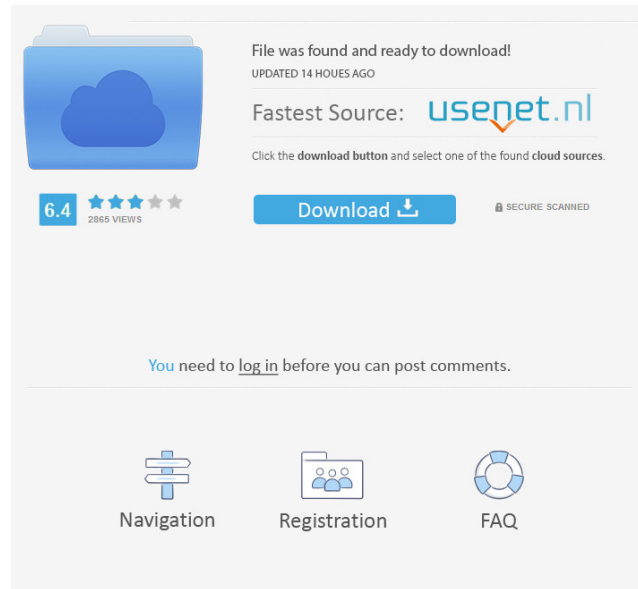 File was found and ready to download!
UPDATED 14 HOUES AGO
Fastest Source: usenet.nl
Click the download button and select one of the found cloud sources.
6.4
2865 VIEWS
Download
SECURE SCANNED
You need to log in before you can post comments.
Navigation
Registration
FAQ